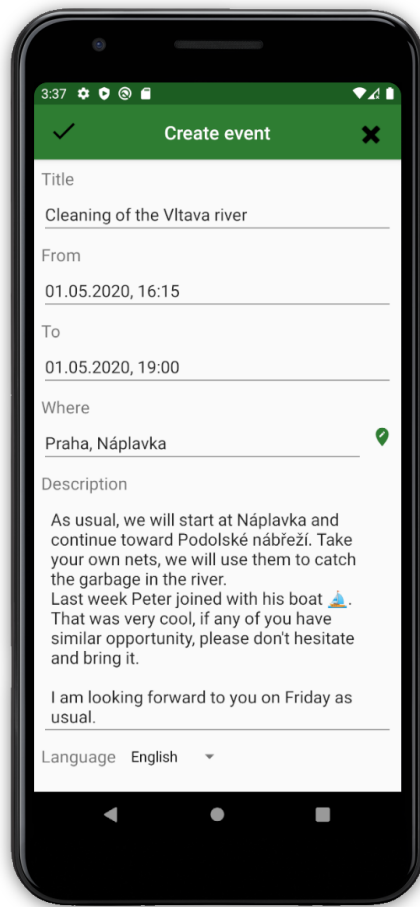 3:37
Create event
Title
Cleaning of the Vltava river
From
01.05.2020, 16:15
To
01.05.2020, 19:00
Where
Praha, Náplavka
Description
As usual, we will start at Náplavka and
continue toward Podolské nábřeží. Take
your own nets, we will use them to catch
the garbage in the river.
Last week Peter joined with his boat ⛵.
That was very cool, if any of you have
similar opportunity, please don't hesitate
and bring it.
I am looking forward to you on Friday as
usual.
Language English